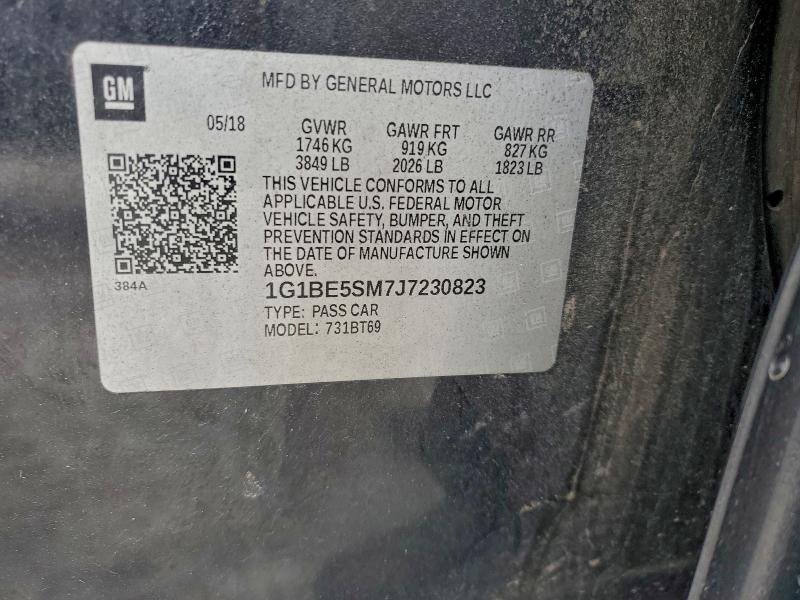 GM
MFD BY GENERAL MOTORS LLC
05/18
GVWR GAWR FRT GAWR RR
1746 KG 919 KG 827 KG
3849 LB 2026 LB 1823 LB
THIS VEHICLE CONFORMS TO ALL
APPLICABLE U.S. FEDERAL MOTOR
VEHICLE SAFETY, BUMPER, AND THEFT
PREVENTION STANDARDS IN EFFECT ON
THE DATE OF MANUFACTURE SHOWN
ABOVE.
384A
1G1BE5SM7J7230823
TYPE: PASS CAR
MODEL: 731BT69